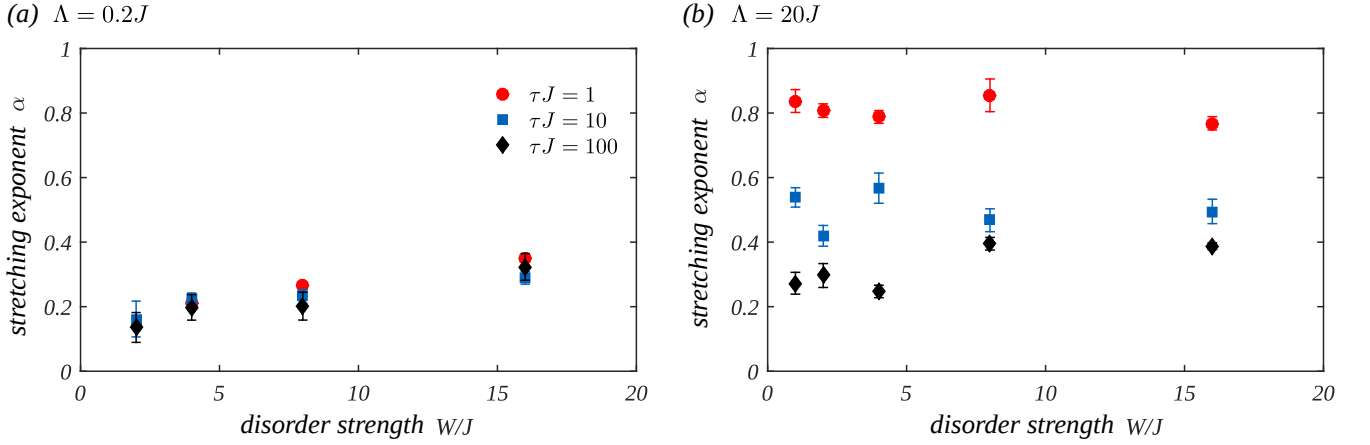 (a) Λ = 0.2J
1
0.8
0.6
0.4
0.2
0
0 5 10 15 20
stretching exponent α
disorder strength W/J
τJ = 1
τJ = 10
τJ = 100
(b) Λ = 20J
1
0.8
0.6
0.4
0.2
0
0 5 10 15 20
stretching exponent α
disorder strength W/J